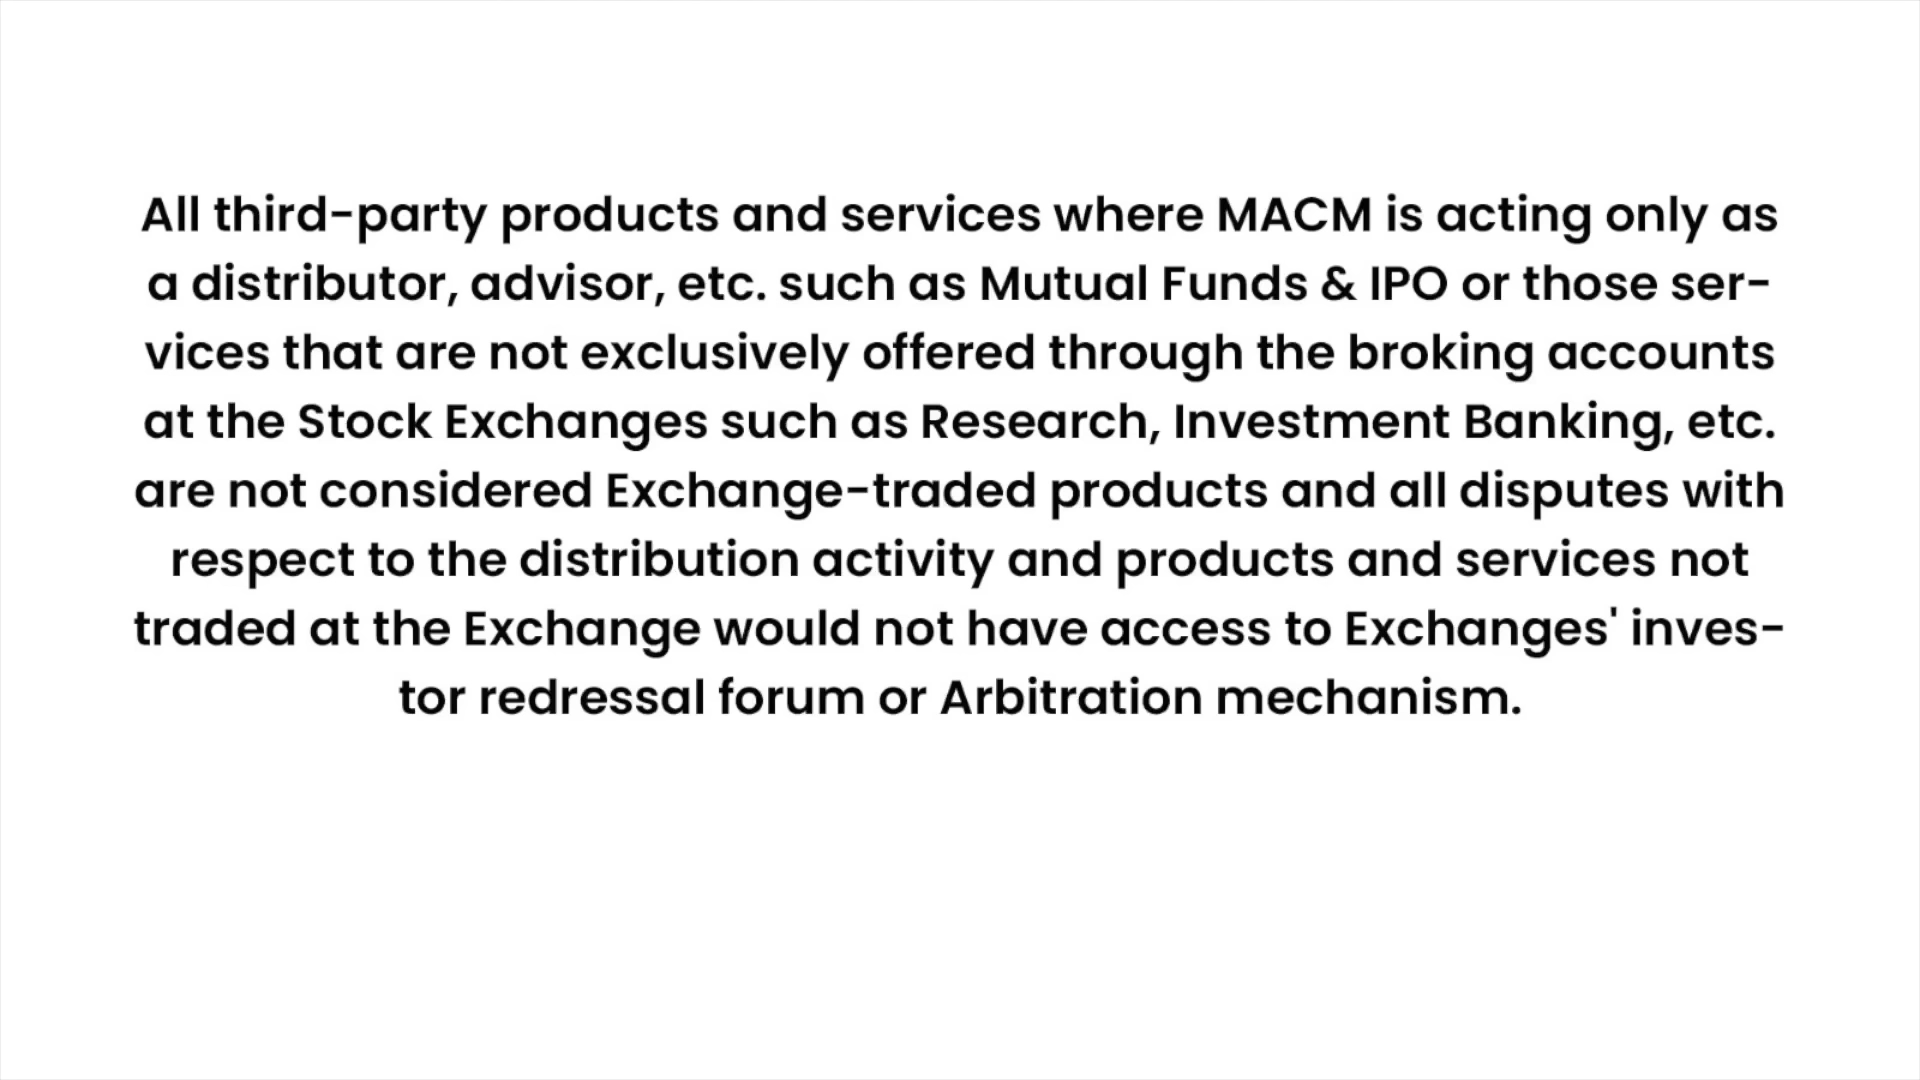 All third-party products and services where MACM is acting only as
a distributor, advisor, etc. such as Mutual Funds & IPO or those ser-
vices that are not exclusively offered through the broking accounts
at the Stock Exchanges such as Research, Investment Banking, etc.
are not considered Exchange-traded products and all disputes with
respect to the distribution activity and products and services not
traded at the Exchange would not have access to Exchanges' inves-
tor redressal forum or Arbitration mechanism.